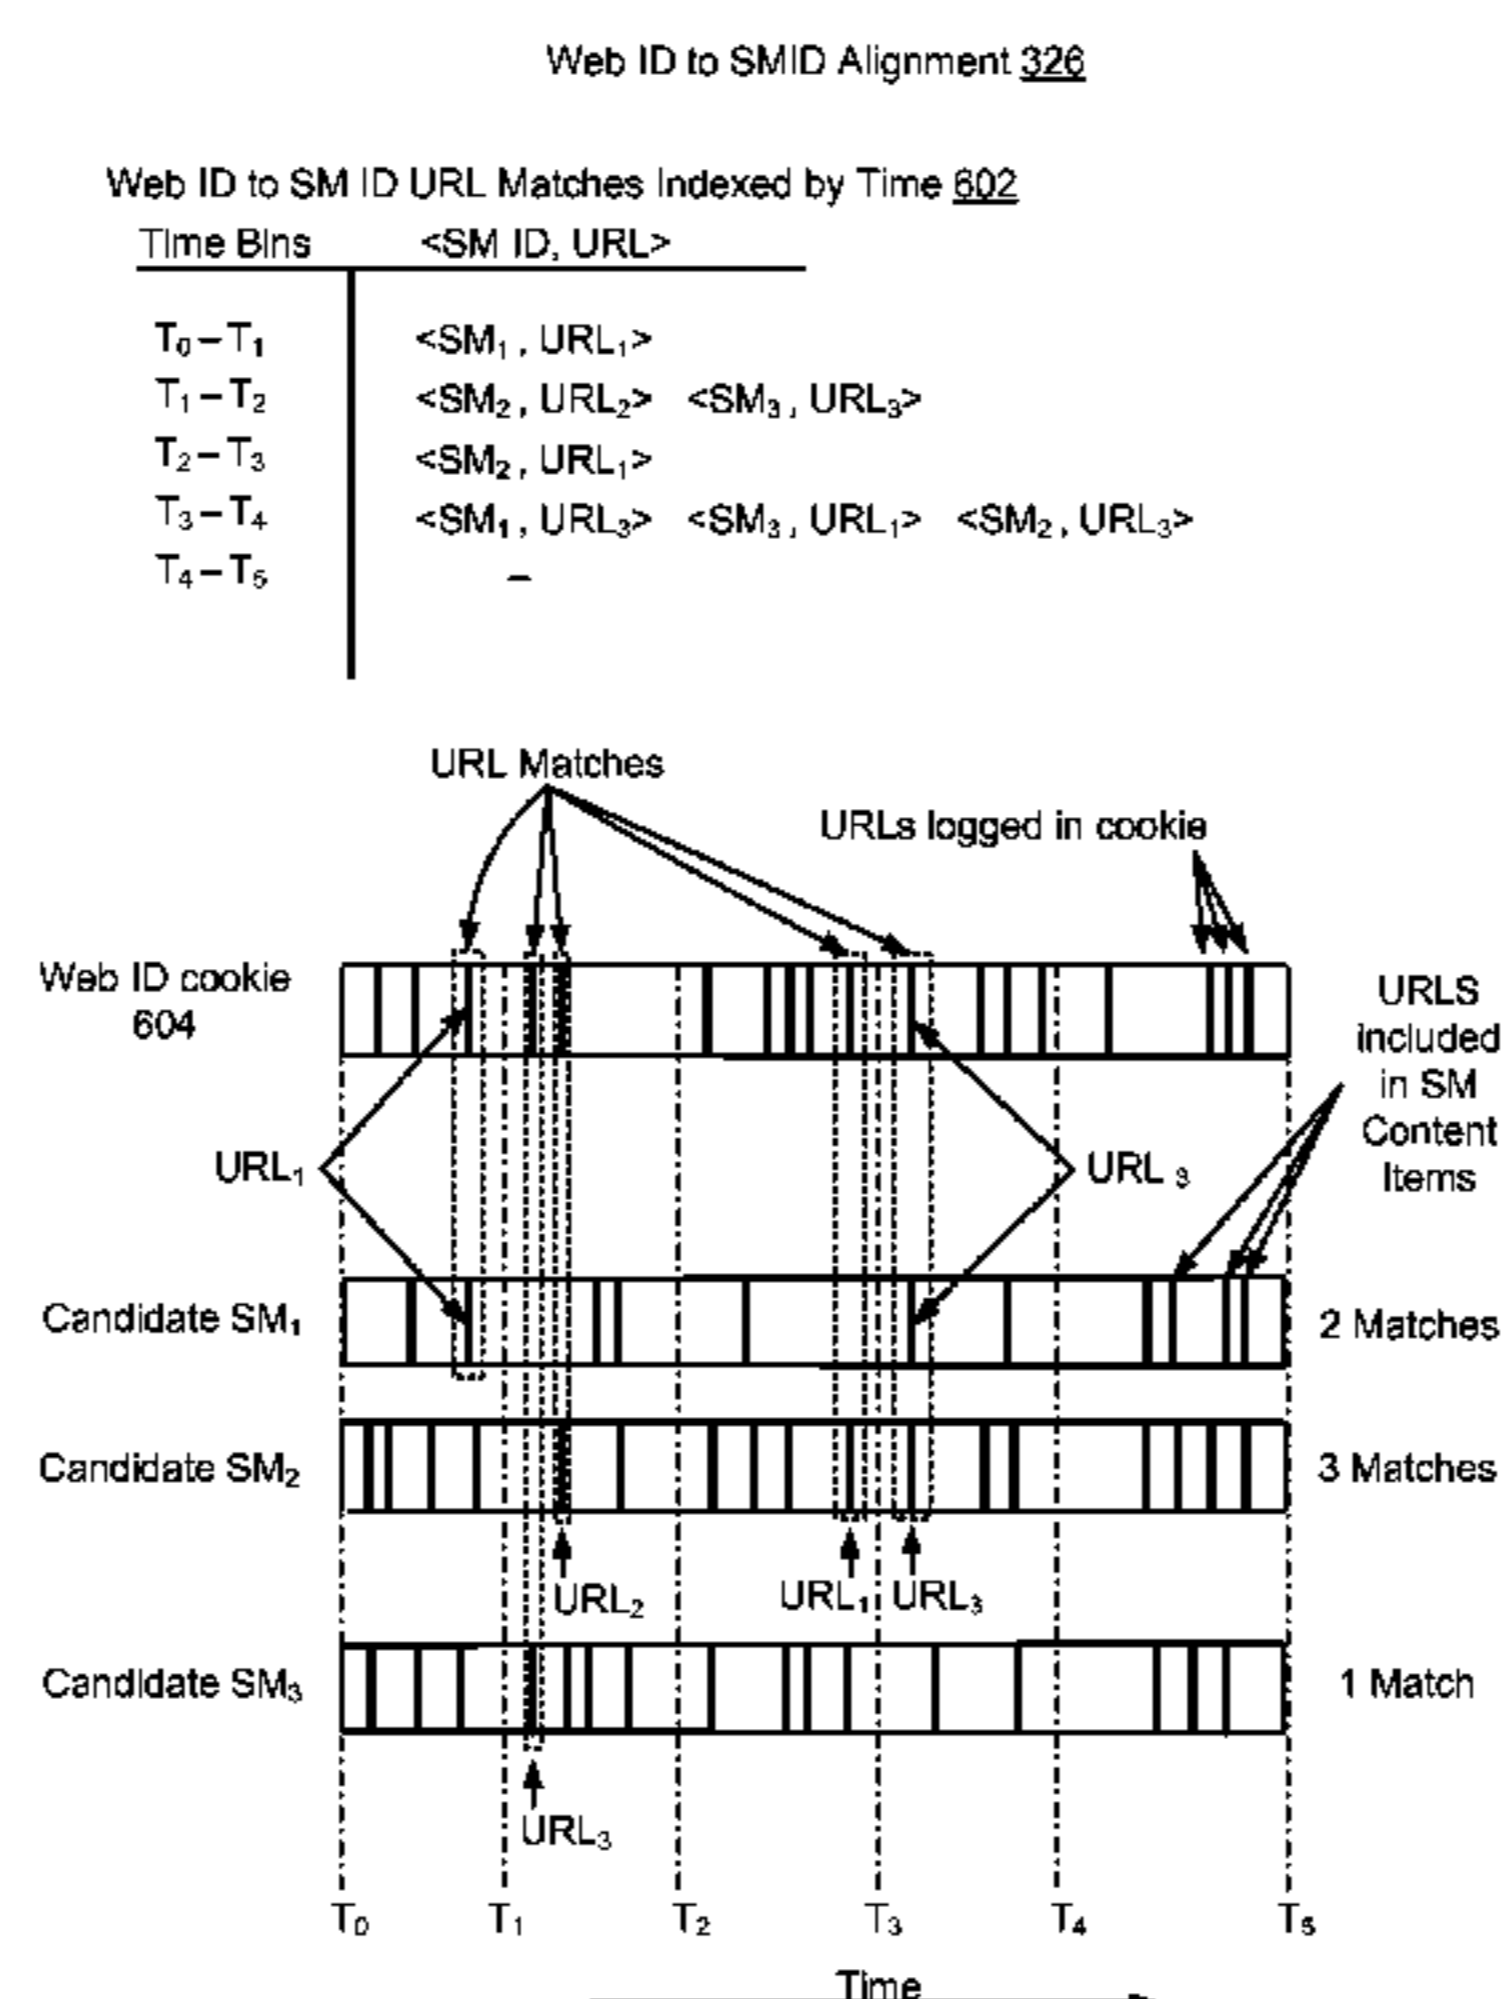 Web ID to SMID Alignment 326
Web ID to SM ID URL Matches Indexed by Time 602
Time Bins <SM ID, URL>
T₀–T₁ <SM₁, URL₁>
T₁–T₂ <SM₂, URL₂> <SM₃, URL₃>
T₂–T₃ <SM₂, URL₁>
T₃–T₄ <SM₁, URL₃> <SM₃, URL₁> <SM₂, URL₃>
T₄–T₅ –
URL Matches
URLs logged in cookie
Web ID cookie
604
URLS
included
in SM
Content
Items
URL₁
URL ₃
Candidate SM₁
2 Matches
Candidate SM₂
3 Matches
URL₂
URL₁
URL₃
Candidate SM₃
1 Match
URL₃
T₀ T₁ T₂ T₃ T₄ T₅
Time